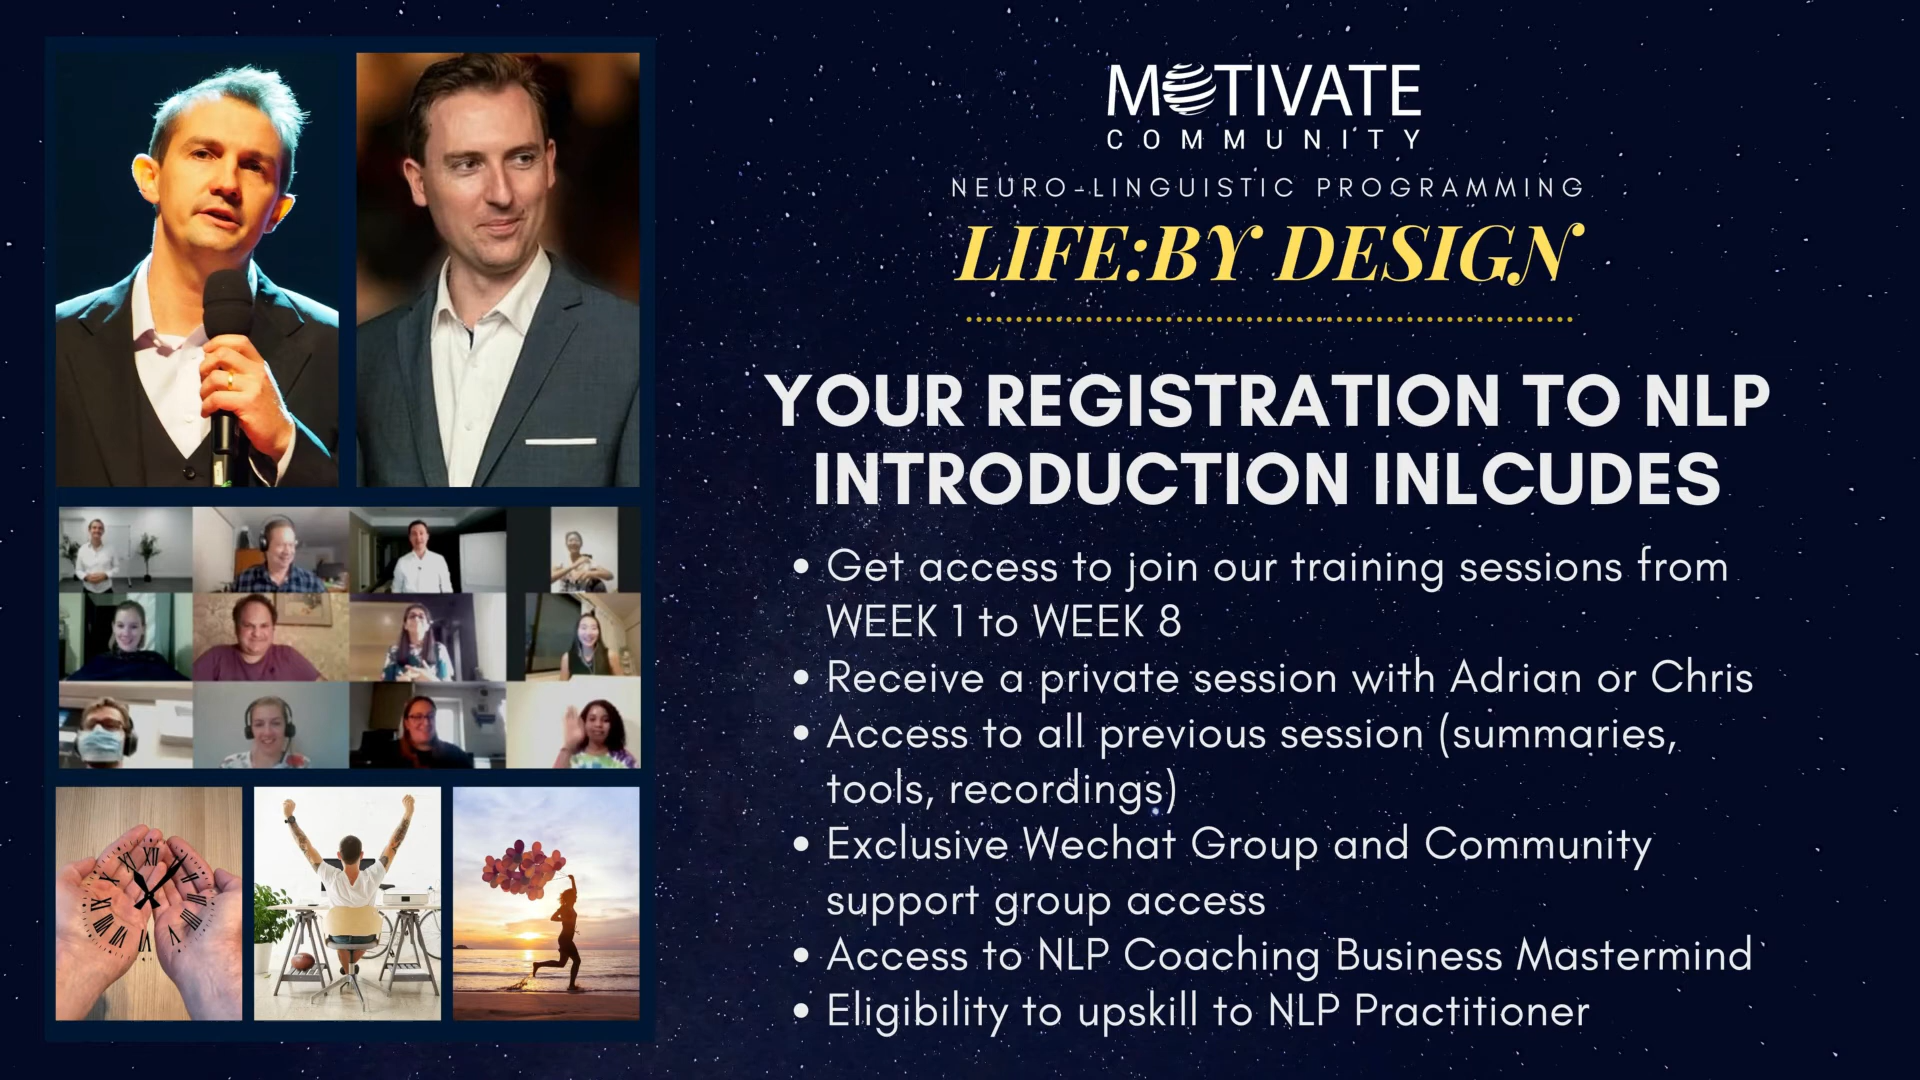 MOTIVATE
COMMUNITY
NEURO-LINGUISTIC PROGRAMMING
LIFE:BY DESIGN
YOUR REGISTRATION TO NLP
INTRODUCTION INLCUDES
• Get access to join our training sessions from
WEEK 1 to WEEK 8
• Receive a private session with Adrian or Chris
• Access to all previous session (summaries,
tools, recordings)
• Exclusive Wechat Group and Community
support group access
• Access to NLP Coaching Business Mastermind
• Eligibility to upskill to NLP Practitioner